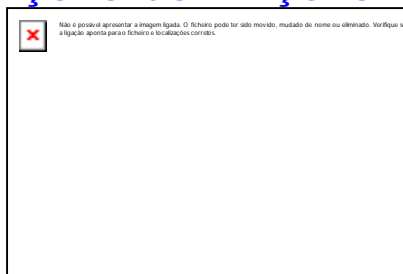 Não é possível apresentar a imagem ligada. O ficheiro pode ter sido movido, mudado de nome ou eliminado. Verifique
a ligação aponta para o ficheiro e localizações corretos.